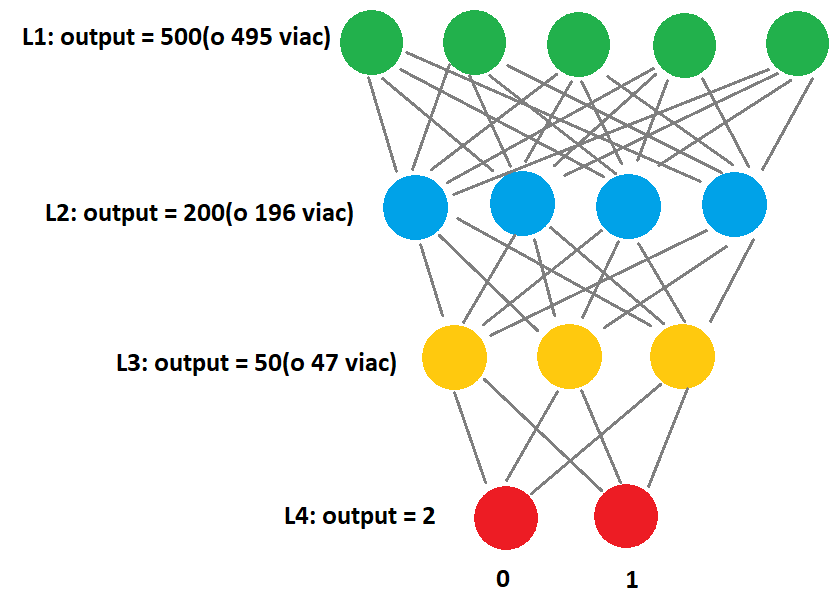 L1: output = 500(o 495 viac)
L2: output = 200(o 196 viac)
L3: output = 50(o 47 viac)
L4: output = 2
0 1